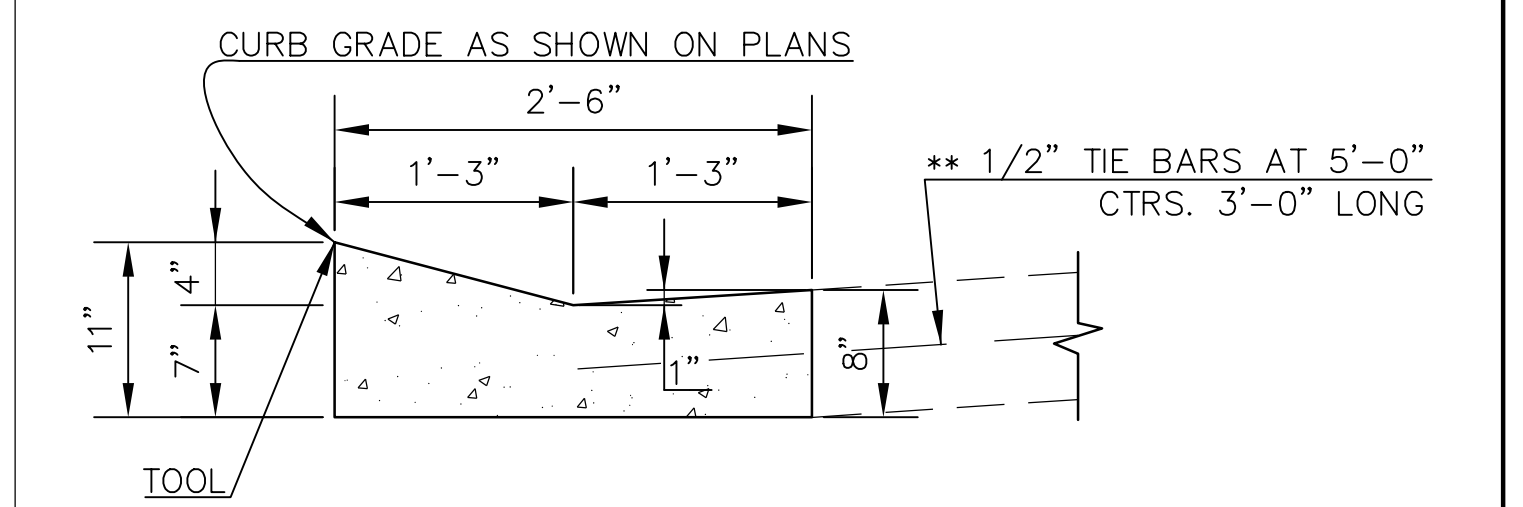 CURB GRADE AS SHOWN ON PLANS
2'-6"
1'-3"
1'-3"
** 1/2" TIE BARS AT 5'-0"
CTRS. 3'-0" LONG
4"
11"
7"
1"
8"
TOOL